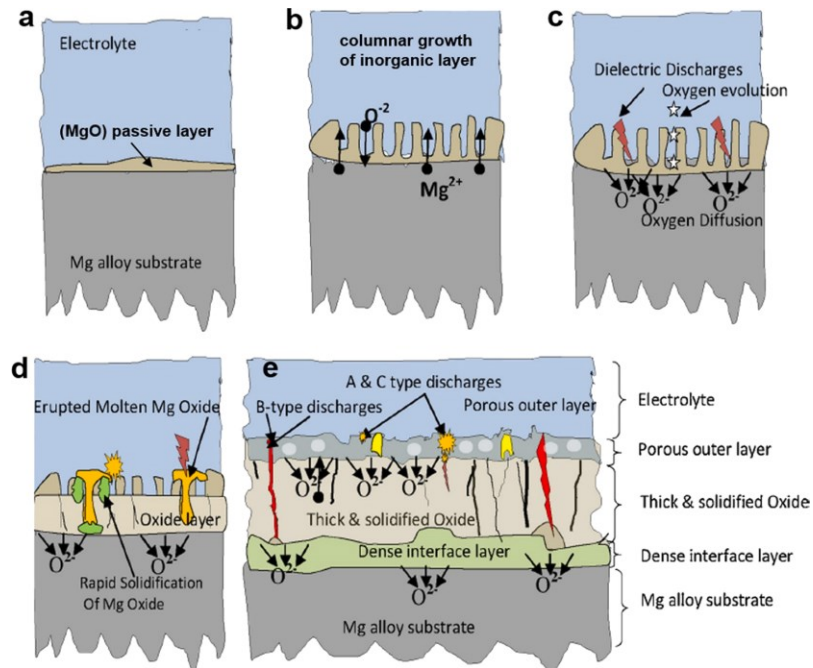 a
Electrolyte
(MgO) passive layer
Mg alloy substrate
b
columnar growth
of inorganic layer
O-2
Mg2+
c
Dielectric Discharges
Oxygen evolution
O2- O2- O2-
Oxygen Diffusion
d
Erupted Molten Mg Oxide
Oxide layer
O2- O2-
Rapid Solidification
Of Mg Oxide
e
A & C type discharges
B-type discharges
Porous outer layer
O2- O2- O2-
Thick & solidified Oxide
Dense interface layer
O2- O2- O2-
Mg alloy substrate
Electrolyte
Porous outer layer
Thick & solidified Oxide
Dense interface layer
Mg alloy substrate